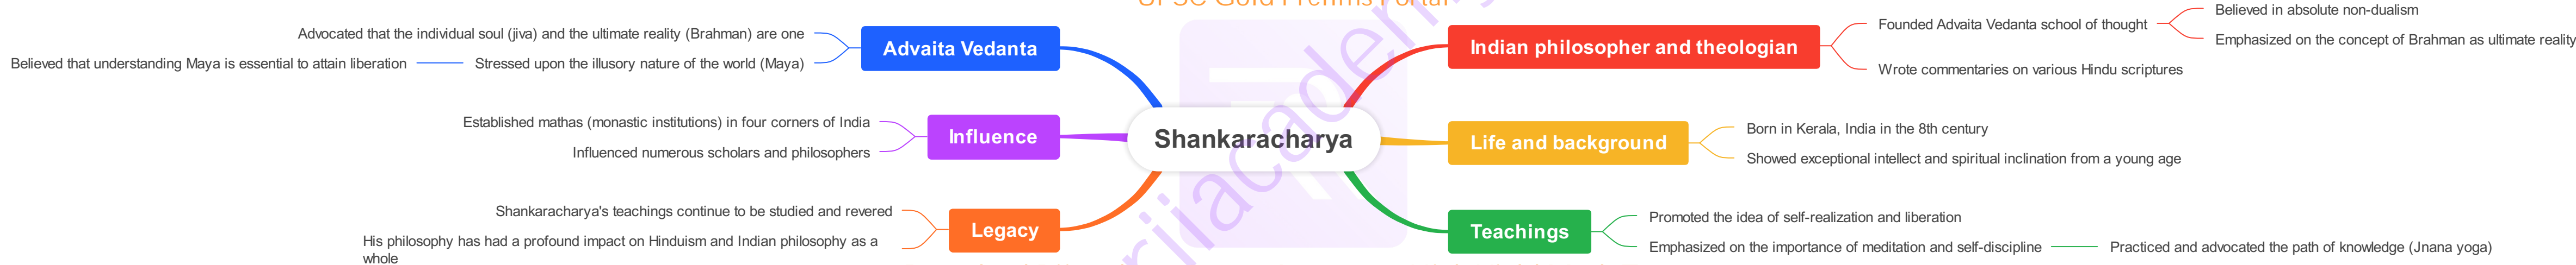 UPSC Gold Prelims Portal
Advocated that the individual soul (jiva) and the ultimate reality (Brahman) are one
Believed that understanding Maya is essential to attain liberation
Stressed upon the illusory nature of the world (Maya)
Advaita Vedanta
Established mathas (monastic institutions) in four corners of India
Influenced numerous scholars and philosophers
Influence
Shankaracharya's teachings continue to be studied and revered
His philosophy has had a profound impact on Hinduism and Indian philosophy as a
whole
Legacy
Shankaracharya
Indian philosopher and theologian
Founded Advaita Vedanta school of thought
Believed in absolute non-dualism
Emphasized on the concept of Brahman as ultimate reality
Wrote commentaries on various Hindu scriptures
Life and background
Born in Kerala, India in the 8th century
Showed exceptional intellect and spiritual inclination from a young age
Teachings
Promoted the idea of self-realization and liberation
Emphasized on the importance of meditation and self-discipline
Practiced and advocated the path of knowledge (Jnana yoga)